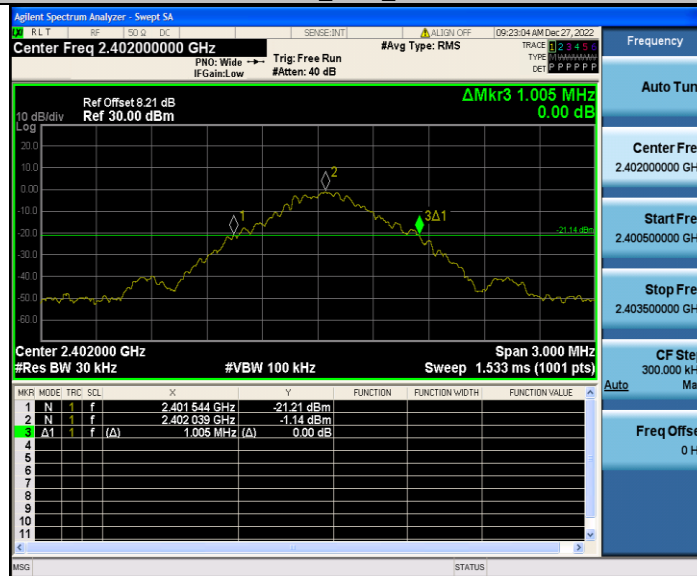 Agilent Spectrum Analyzer - Swept SA
RLT RF 50 Ω DC SENSE:INT ALIGN OFF 09:23:04 AM Dec 27, 2022
Center Freq 2.402000000 GHz #Avg Type: RMS TRACE 1 2 3 4 5 6
PNO: Wide Trig: Free Run TYPE M
IFGain:Low #Atten: 40 dB DET P P P P P P
ΔMkr3 1.005 MHz
Ref Offset 8.21 dB 0.00 dB
10 dB/div Ref 30.00 dBm
Log
20.0
10.0
2
0.00
-10.0
1
3Δ1
-20.0
-21.14 dBm
-30.0
-40.0
-50.0
-60.0
Center 2.402000 GHz Span 3.000 MHz
#Res BW 30 kHz #VBW 100 kHz Sweep 1.533 ms (1001 pts)
MKR MODE TRC SCL X Y FUNCTION FUNCTION WIDTH FUNCTION VALUE
1 N 1 f 2.401 544 GHz -21.21 dBm
2 N 1 f 2.402 039 GHz -1.14 dBm
3 Δ1 1 f (Δ) 1.005 MHz (Δ) 0.00 dB
4
5
6
7
8
9
10
11
MSG STATUS
Frequency
Auto Tun
Center Fre
2.402000000 GH
Start Fre
2.400500000 GH
Stop Fre
2.403500000 GH
CF Ste
300.000 kH
Auto Ma
Freq Offse
0 H